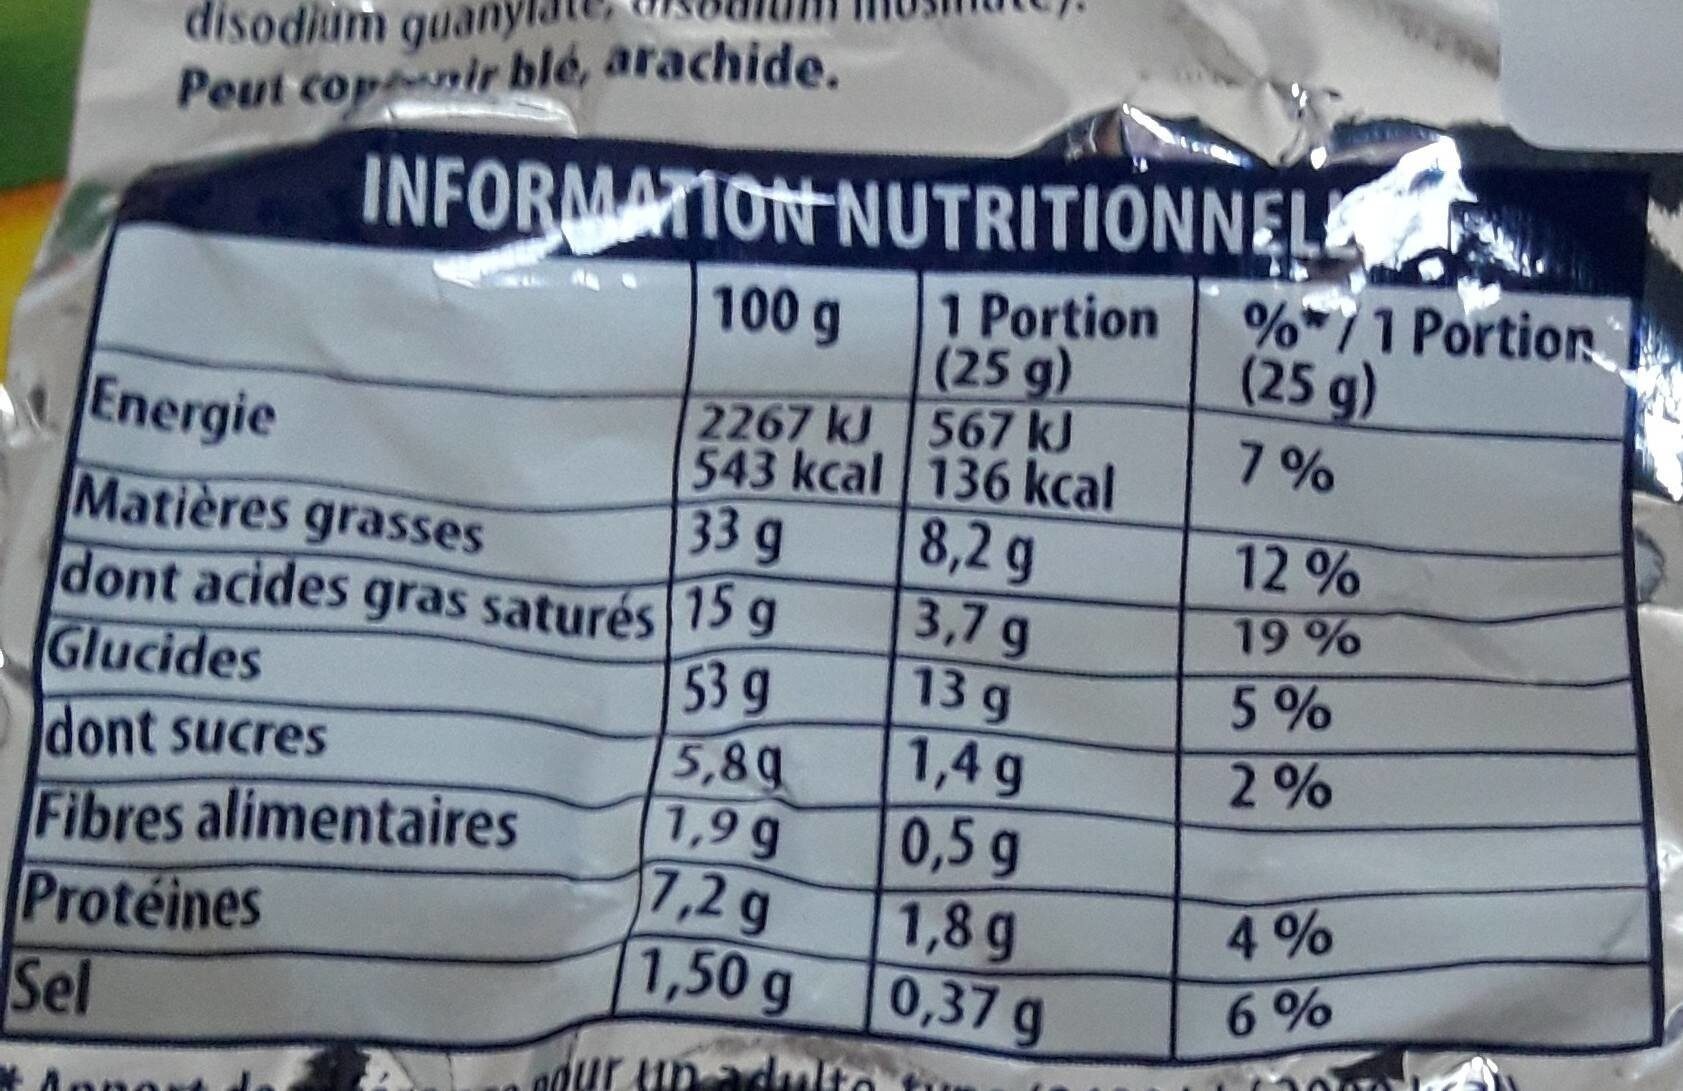 disodium guanylate, disodium
Peut contenir blé, arachide.
INFORMATION NUTRITIONNELLE
100 g 1 Portion (25 g) %*/1 Portion (25 g)
Energie 2267 kJ 543 kcal 567 kJ 136 kcal 7 %
Matières grasses 33 g 8,2 g 12 %
dont acides gras saturés 15 g 3,7 g 19 %
Glucides 53 g 13 g 5 %
dont sucres 5,8 g 1,4 g 2 %
Fibres alimentaires 1,9 g 0,5 g
Protéines 7,2 g 1,8 g 4 %
Sel 1,50 g 0,37 g 6 %
pour un adulte